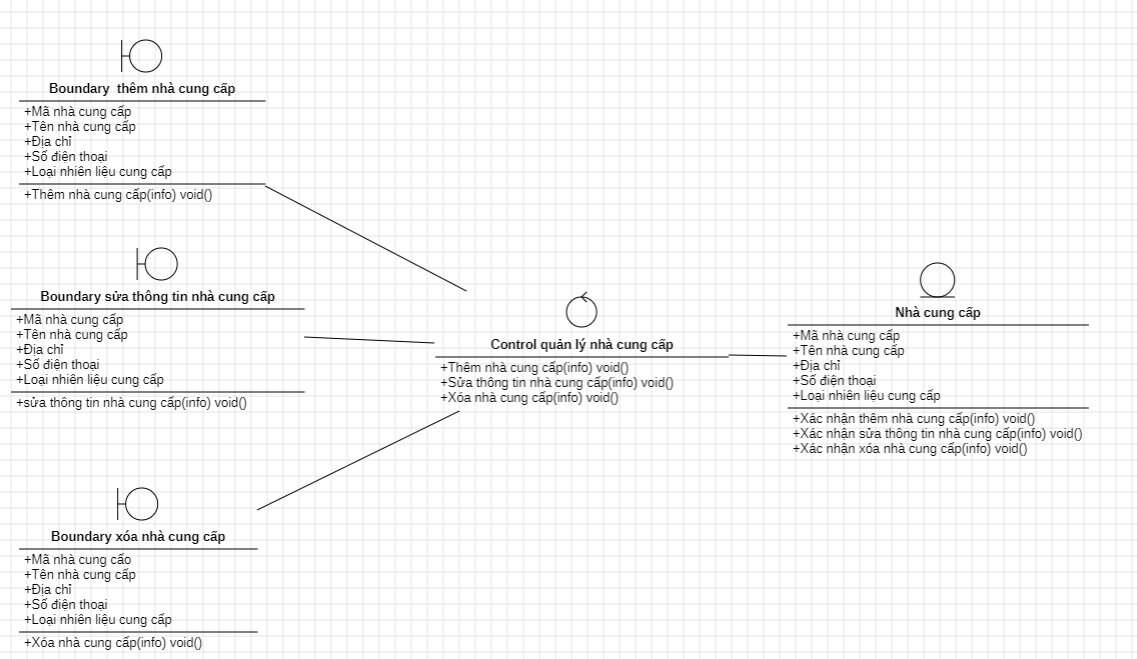 Boundary  thêm nhà cung cấp
+Mã nhà cung cấp
+Tên nhà cung cấp
+Địa chỉ
+Số điện thoại
+Loại nhiên liệu cung cấp
+Thêm nhà cung cấp(info) void()
Boundary sửa thông tin nhà cung cấp
+Mã nhà cung cấp
+Tên nhà cung cấp
+Địa chỉ
+Số điện thoại
+Loại nhiên liệu cung cấp
+sửa thông tin nhà cung cấp(info) void()
Boundary xóa nhà cung cấp
+Mã nhà cung cấo
+Tên nhà cung cấp
+Địa chỉ
+Số điện thoại
+Loại nhiên liệu cung cấp
+Xóa nhà cung cấp(info) void()
Control quản lý nhà cung cấp
+Thêm nhà cung cấp(info) void()
+Sửa thông tin nhà cung cấp(info) void()
+Xóa nhà cung cấp(info) void()
Nhà cung cấp
+Mã nhà cung cấp
+Tên nhà cung cấp
+Địa chỉ
+Số điện thoại
+Loại nhiên liệu cung cấp
+Xác nhận thêm nhà cung cấp(info) void()
+Xác nhận sửa thông tin nhà cung cấp(info) void()
+Xác nhận xóa nhà cung cấp(info) void()